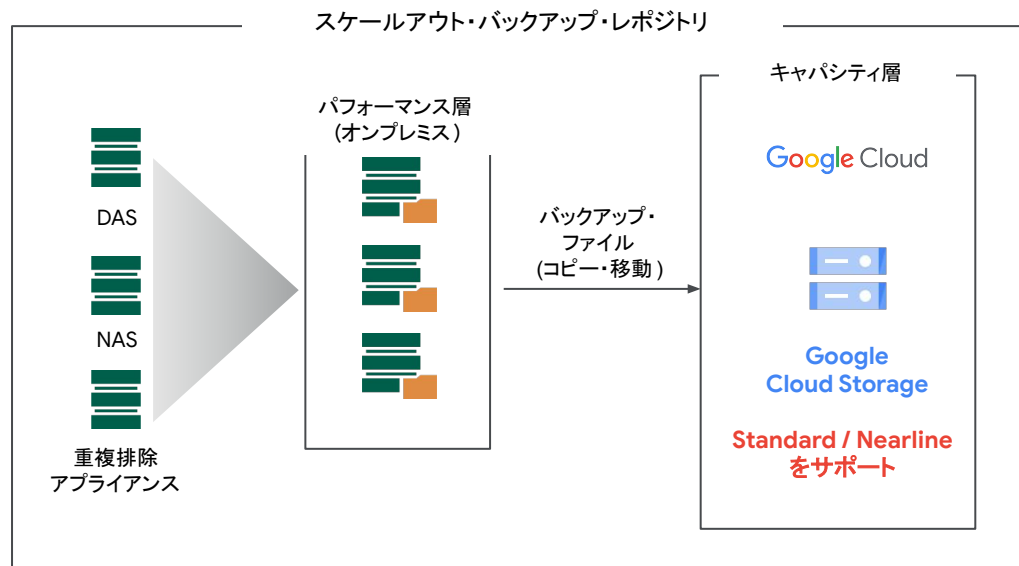 スケールアウト・バックアップ・レポジトリ
DAS
NAS
重複排除
アプライアンス
パフォーマンス層
(オンプレミス)
バックアップ・
ファイル
(コピー・移動)
キャパシティ層
Google Cloud
Google
Cloud Storage
Standard / Nearline
をサポート